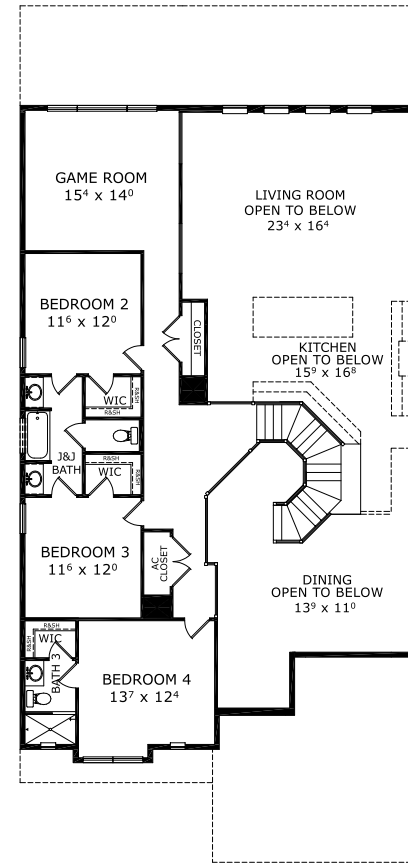 GAME ROOM
15⁴ x 14⁰
LIVING ROOM
OPEN TO BELOW
23⁴ x 16⁴
BEDROOM 2
11⁶ x 12⁰
CLOSET
KITCHEN
OPEN TO BELOW
15⁹ x 16⁸
R&SH
WIC
R&SH
J&J
BATH
R&SH
WIC
R&SH
BEDROOM 3
11⁶ x 12⁰
AC
CLOSET
DINING
OPEN TO BELOW
13⁹ x 11⁰
R&SH
R&SH
WIC
BATH 3
BEDROOM 4
13⁷ x 12⁴